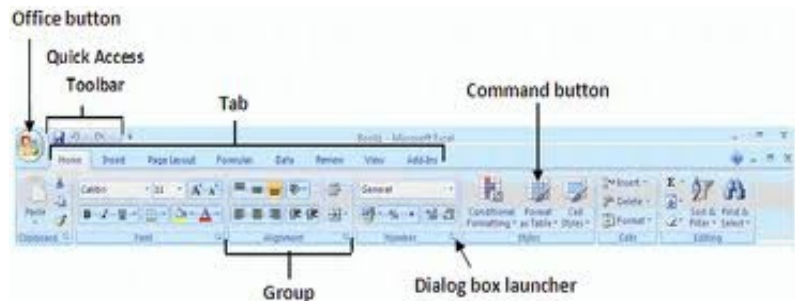 Office button
Quick Access
Toolbar
Tab
Command button
Book1 - Microsoft Excel
Home Insert Page Layout Formulas Data Review View Add-Ins
Calibri 11 General
Paste
Conditional Formatting Format as Table Cell Styles
Insert
Delete
Format
Sort & Filter Find & Select
Clipboard Font Alignment Number Styles Cells Editing
Group
Dialog box launcher